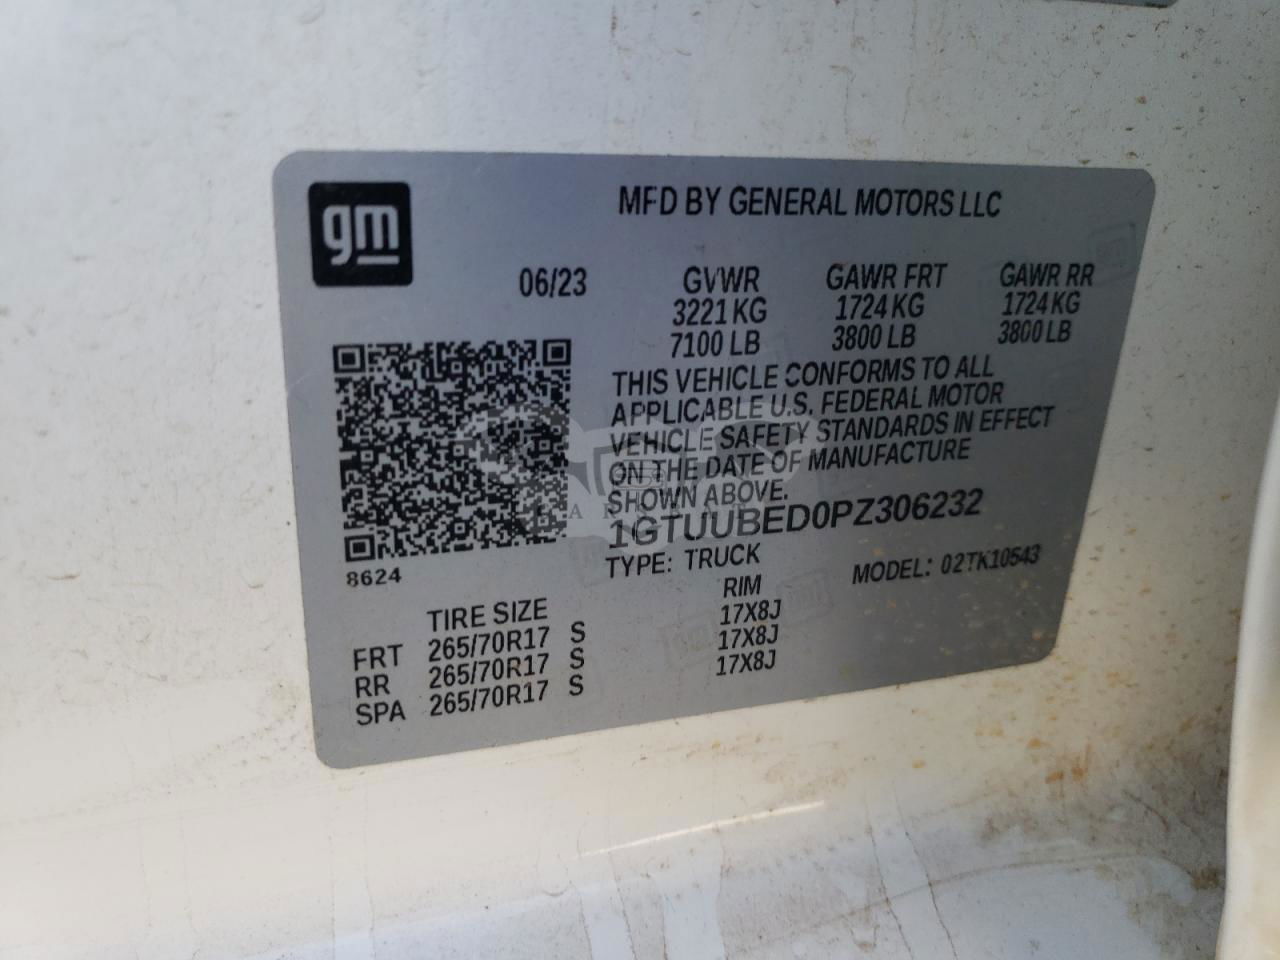 gm
MFD BY GENERAL MOTORS LLC
06/23 GVWR GAWR FRT GAWR RR
3221 KG 1724 KG 1724 KG
7100 LB 3800 LB 3800 LB
THIS VEHICLE CONFORMS TO ALL
APPLICABLE U.S. FEDERAL MOTOR
VEHICLE SAFETY STANDARDS IN EFFECT
ON THE DATE OF MANUFACTURE
SHOWN ABOVE.
1GTUUBED0PZ306232
8624
TYPE: TRUCK MODEL: 02TK10543
TIRE SIZE RIM
FRT 265/70R17 S 17X8J
RR 265/70R17 S 17X8J
SPA 265/70R17 S 17X8J